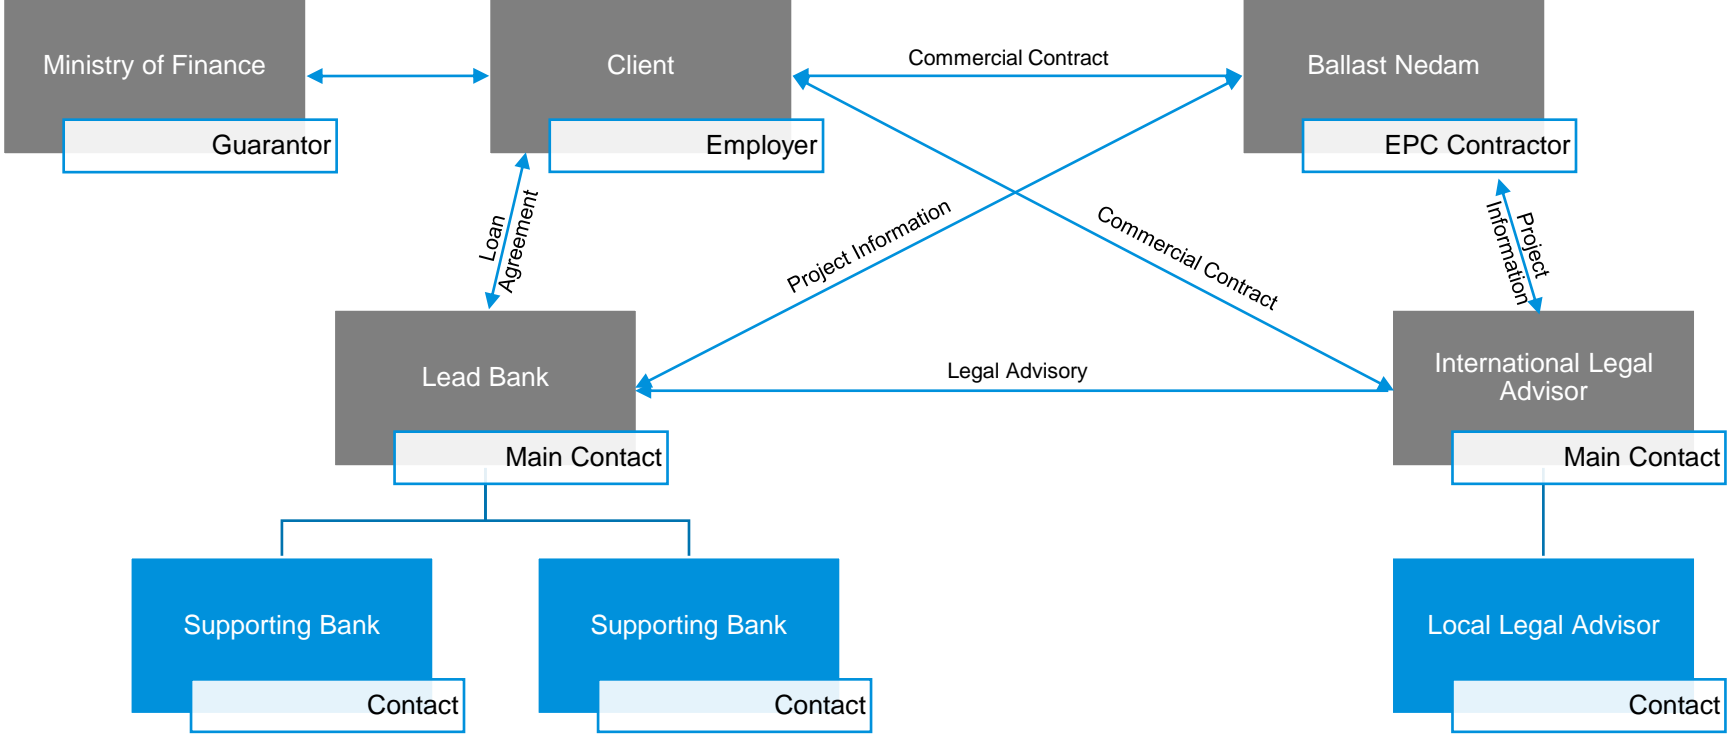 Ministry of Finance
Guarantor
Client
Employer
Commercial Contract
Ballast Nedam
EPC Contractor
Loan
Agreement
Project Information
Commercial Contract
Project
Information
Lead Bank
Main Contact
Legal Advisory
International Legal
Advisor
Main Contact
Supporting Bank
Contact
Supporting Bank
Contact
Local Legal Advisor
Contact